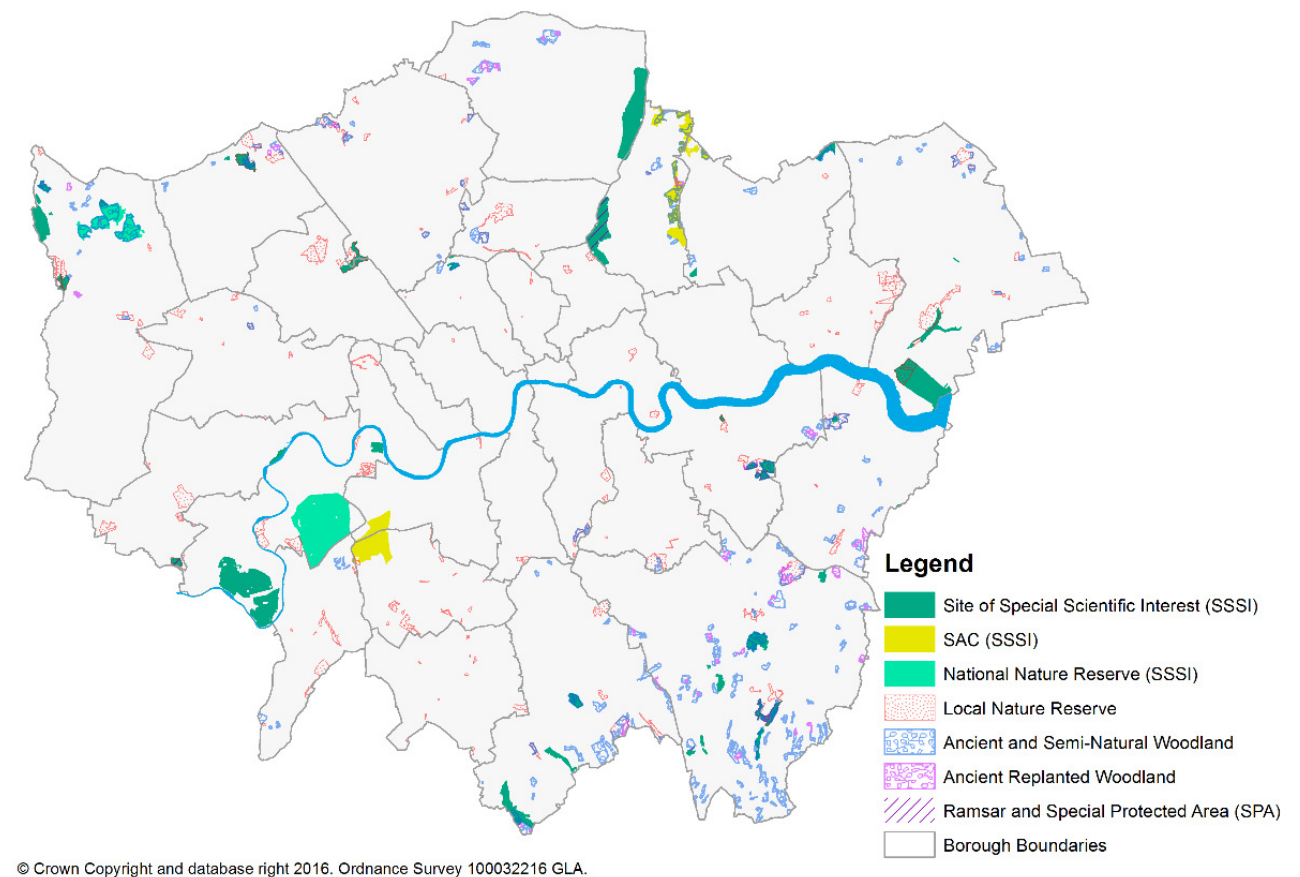 Legend
Site of Special Scientific Interest (SSSI)
SAC (SSSI)
National Nature Reserve (SSSI)
Local Nature Reserve
Ancient and Semi-Natural Woodland
Ancient Replanted Woodland
Ramsar and Special Protected Area (SPA)
Borough Boundaries
© Crown Copyright and database right 2016. Ordnance Survey 100032216 GLA.